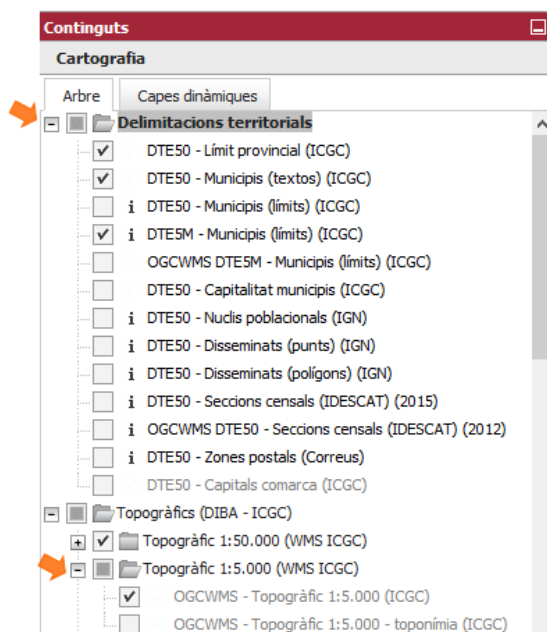 Continguts
Cartografia
Arbre Capes dinàmiques
Delimitacions territorials
DTE50 - Límit provincial (ICGC)
DTE50 - Municipis (textos) (ICGC)
i DTE50 - Municipis (límits) (ICGC)
i DTE5M - Municipis (límits) (ICGC)
OGCWMS DTE5M - Municipis (límits) (ICGC)
DTE50 - Capitalitat municipis (ICGC)
i DTE50 - Nuclis poblacionals (IGN)
i DTE50 - Disseminats (punts) (IGN)
i DTE50 - Disseminats (polígons) (IGN)
i DTE50 - Seccions censals (IDESCAT) (2015)
i OGCWMS DTE50 - Seccions censals (IDESCAT) (2012)
i DTE50 - Zones postals (Correus)
DTE50 - Capitals comarca (ICGC)
Topogràfics (DIBA - ICGC)
Topogràfic 1:50.000 (WMS ICGC)
Topogràfic 1:5.000 (WMS ICGC)
OGCWMS - Topogràfic 1:5.000 (ICGC)
OGCWMS - Topogràfic 1:5.000 - toponímia (ICGC)